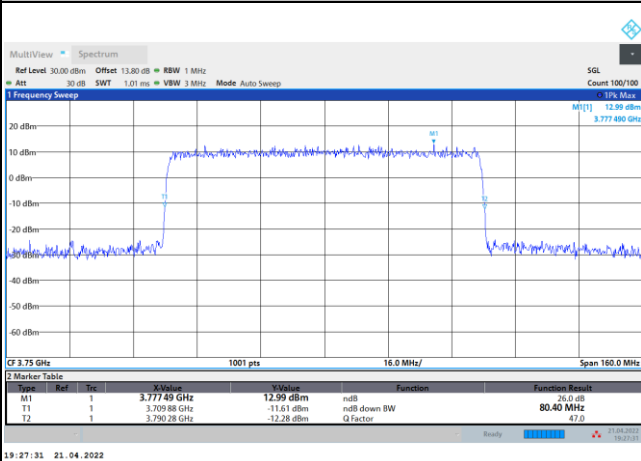 MultiView Spectrum
Ref Level 30.00 dBm Offset 13.80 dB RBW 1 MHz SGL
Att 30 dB SWT 1.01 ms VBW 3 MHz Mode Auto Sweep Count 100/100
1 Frequency Sweep 1Pk Max
M1[1] 12.99 dBm
3.777 490 GHz
20 dBm
M1
10 dBm
0 dBm
T1
T2
-10 dBm
-20 dBm
-30 dBm
-40 dBm
-50 dBm
-60 dBm
CF 3.75 GHz 1001 pts 16.0 MHz/ Span 160.0 MHz
2 Marker Table
Type Ref Trc X-Value Y-Value Function Function Result
M1 1 3.777 49 GHz 12.99 dBm ndB 26.0 dB
T1 1 3.709 88 GHz -11.61 dBm ndB down BW 80.40 MHz
T2 1 3.790 28 GHz -12.28 dBm Q Factor 47.0
Ready 21.04.2022
19:27:31
19:27:31 21.04.2022